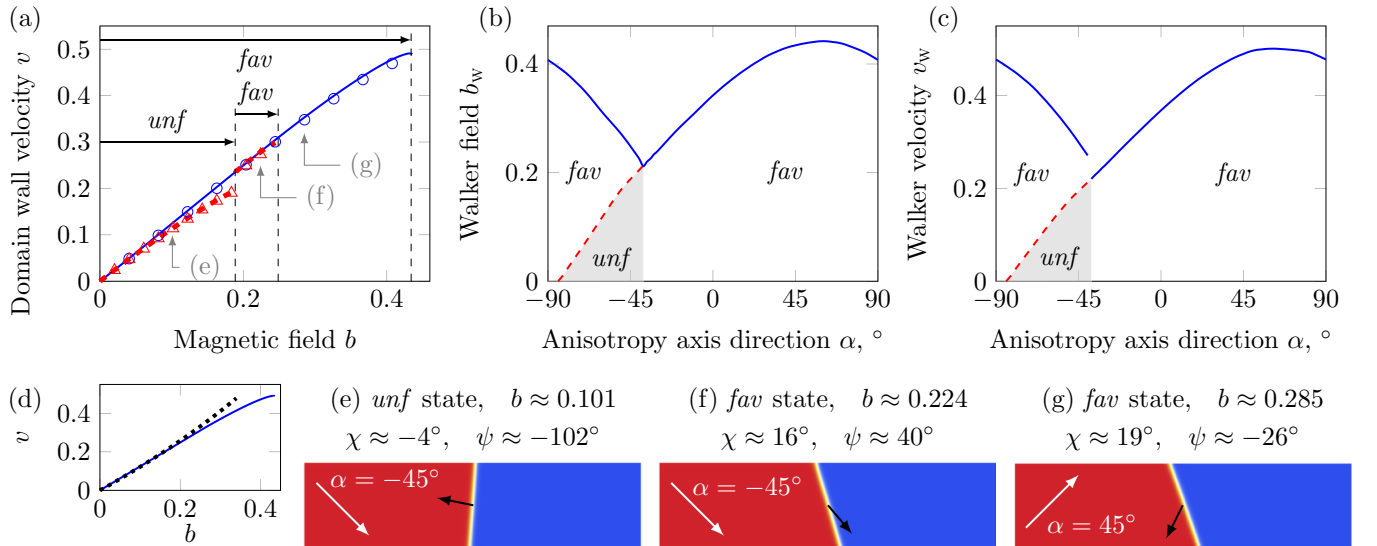 (a)
Domain wall velocity v
0.5
0.4
0.3
0.2
0.1
0
fav
fav
unf
(g)
(f)
(e)
0
0.2
0.4
Magnetic field b
(b)
Walker field b_W
0.4
0.2
0
fav
fav
unf
−90
−45
0
45
90
Anisotropy axis direction α, °
(c)
Walker velocity v_W
0.4
0.2
0
fav
fav
unf
−90
−45
0
45
90
Anisotropy axis direction α, °
(d)
v
0.4
0.2
0
0
0.2
0.4
b
(e) unf state, b ≈ 0.101
χ ≈ −4°, ψ ≈ −102°
α = −45°
(f) fav state, b ≈ 0.224
χ ≈ 16°, ψ ≈ 40°
α = −45°
(g) fav state, b ≈ 0.285
χ ≈ 19°, ψ ≈ −26°
α = 45°